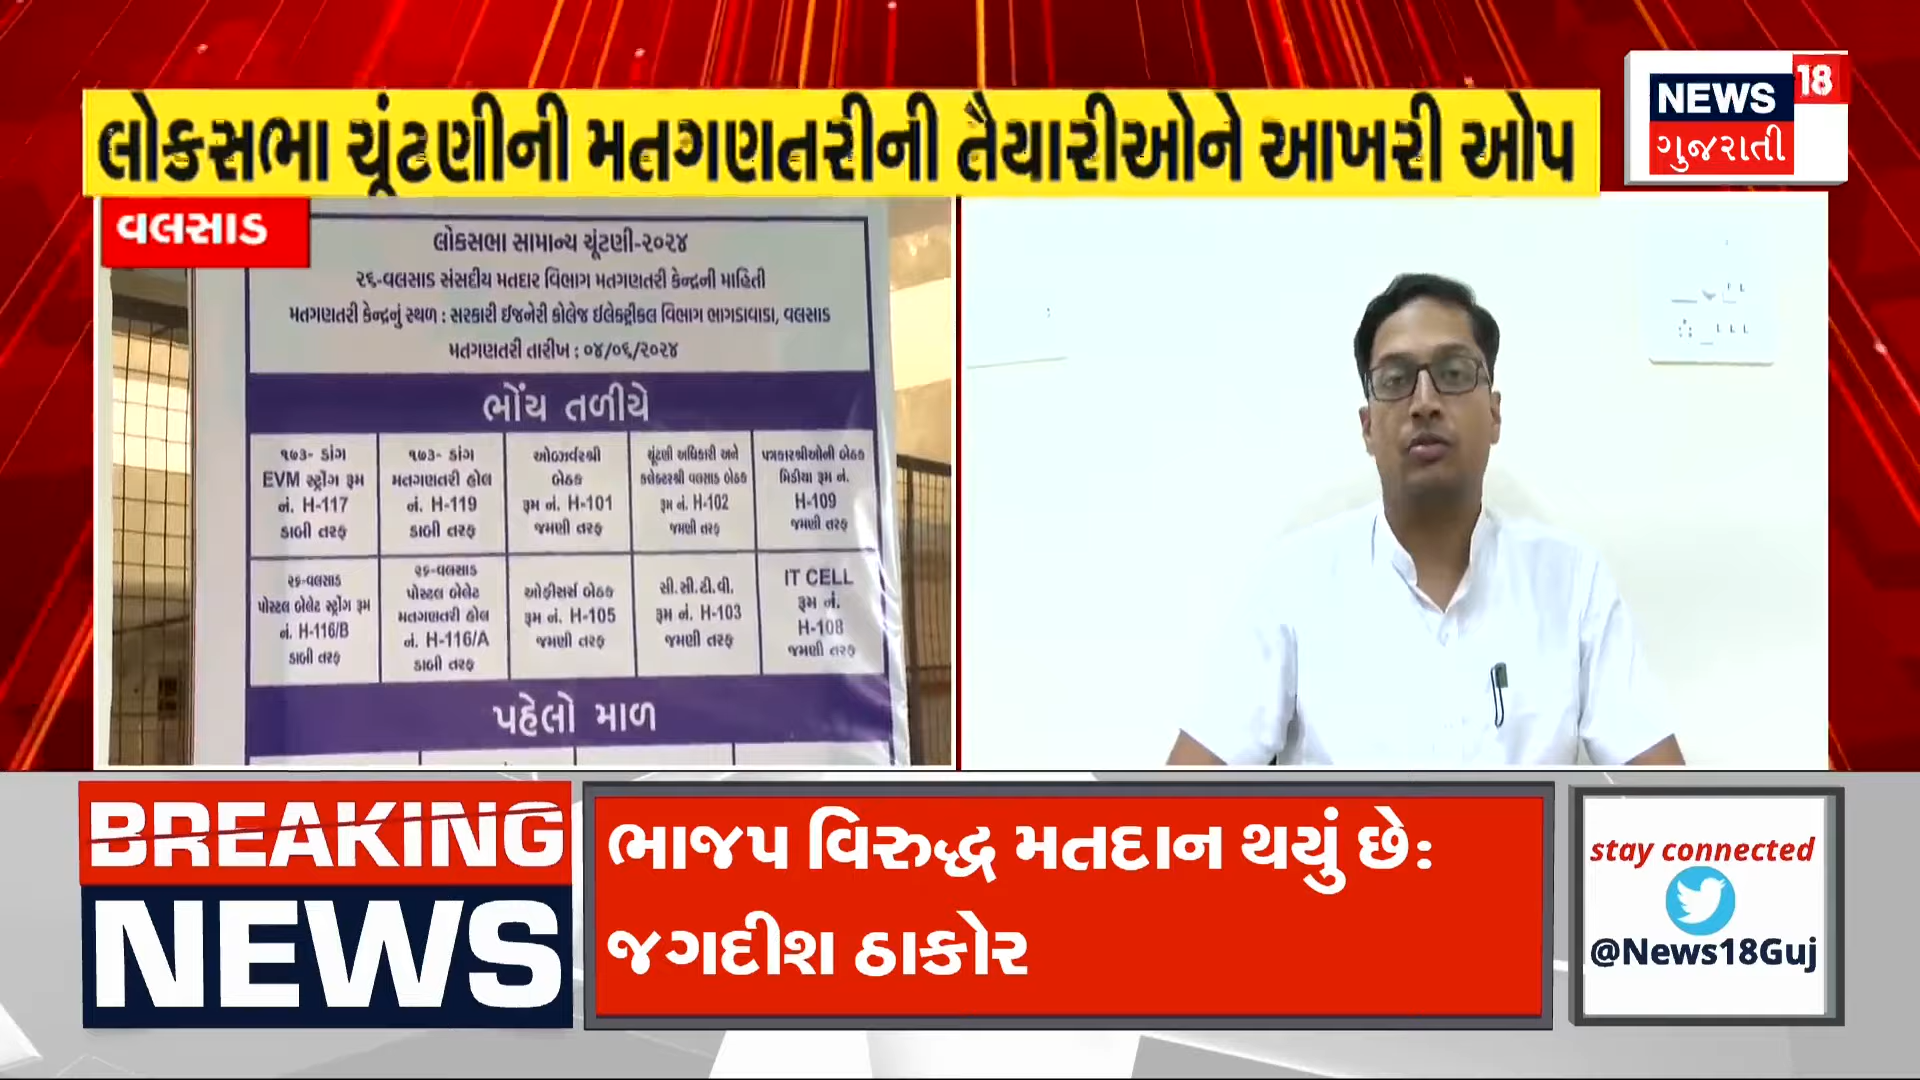 લોકસભા ચૂંટણીની મતગણતરીની તૈયારીઓને આખરી ઓપ
NEWS 18
ગુજરાતી
વલસાડ
લોકસભા સામાન્ય ચૂંટણી-૨૦૨૪
૨૬-વલસાડ સંસદીય મતદાર વિભાગ મતગણતરી કેન્દ્રની માહિતી
મતગણતરી કેન્દ્રનું સ્થળ : સરકારી ઈજનેરી કોલેજ ઈલેક્ટ્રીકલ વિભાગ ભાગડાવાડા, વલસાડ
મતગણતરી તારીખ : ૦૪/૦૬/૨૦૨૪
ભોંય તળીયે
૧૭૩- ડાંગ
EVM સ્ટ્રોંગ રૂમ
નં. H-117
ડાબી તરફ
૧૭૩- ડાંગ
મતગણતરી હોલ
નં. H-119
ડાબી તરફ
ઓબ્ઝર્વરશ્રી
બેઠક
રૂમ નં. H-101
જમણી તરફ
ચૂંટણી અધિકારી અને
કલેક્ટરશ્રી વલસાડ બેઠક
રૂમ નં. H-102
જમણી તરફ
પત્રકારશ્રીઓની બેઠક
મિડીયા રૂમ નં.
H-109
જમણી તરફ
૨૬-વલસાડ
પોસ્ટલ બેલેટ સ્ટ્રોંગ રૂમ
નં. H-116/B
ડાબી તરફ
૨૬-વલસાડ
પોસ્ટલ બેલેટ
મતગણતરી હોલ
નં. H-116/A
ડાબી તરફ
ઓફીસર્સ બેઠક
રૂમ નં. H-105
જમણી તરફ
સી.સી.ટી.વી.
રૂમ નં. H-103
જમણી તરફ
IT CELL
રૂમ નં.
H-108
જમણી તરફ
પહેલો માળ
BREAKING
NEWS
ભાજપ વિરુદ્ધ મતદાન થયું છે:
જગદીશ ઠાકોર
stay connected
@News18Guj